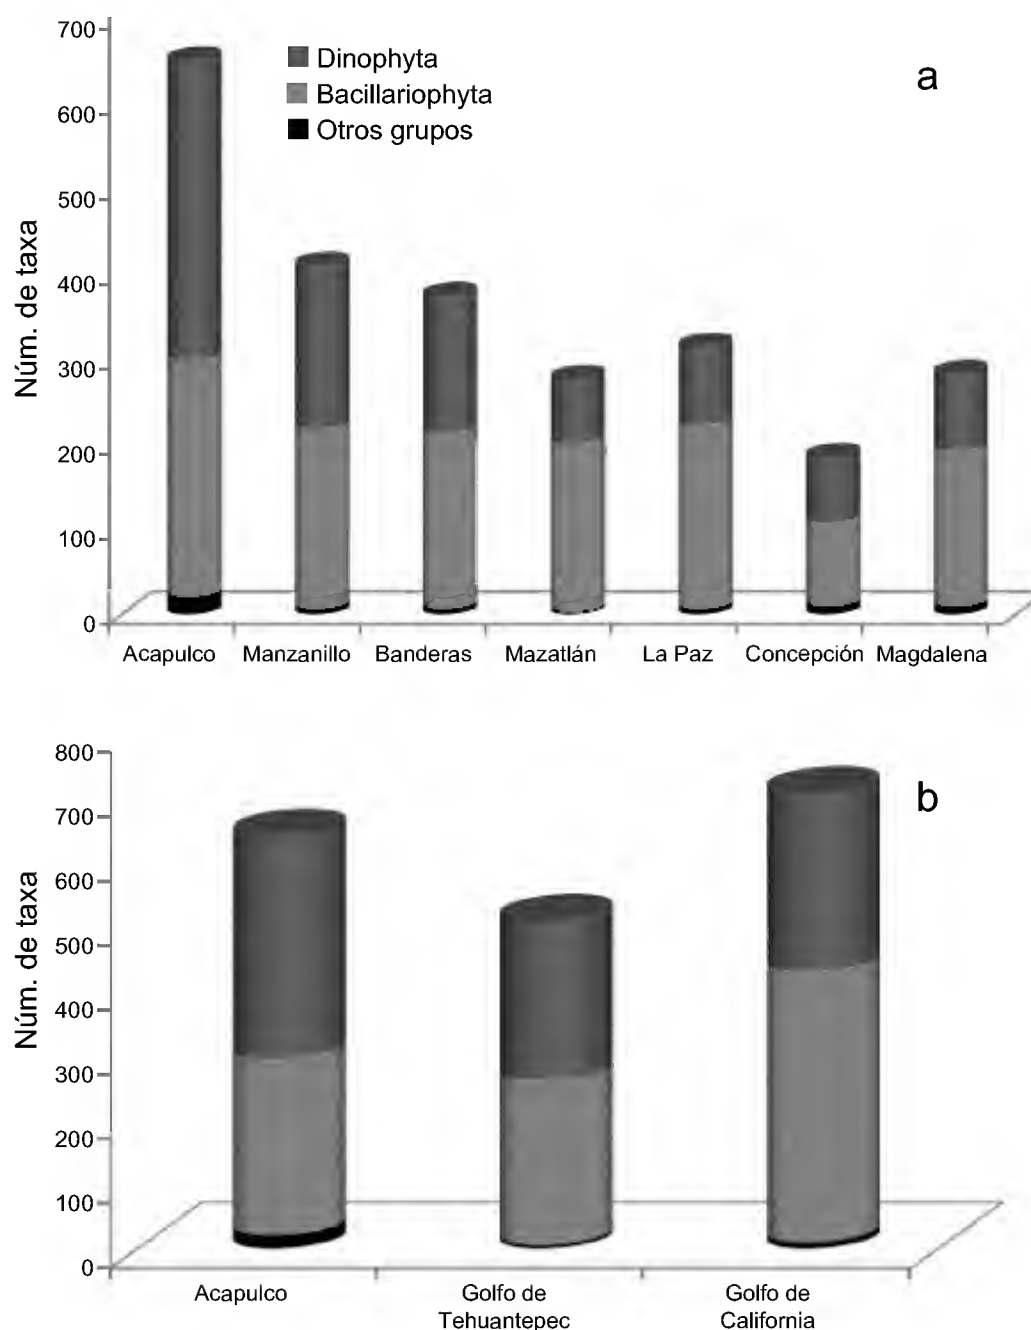 700
Dinophyta
a
Bacillariophyta
600
Otros grupos
500
Núm. de taxa
400
300
200
100
0
Acapulco Manzanillo Banderas Mazatlán La Paz Concepción Magdalena
800
b
700
600
500
Núm. de taxa
400
300
200
100
0
Acapulco Golfo de Golfo de
Tehuantepec California